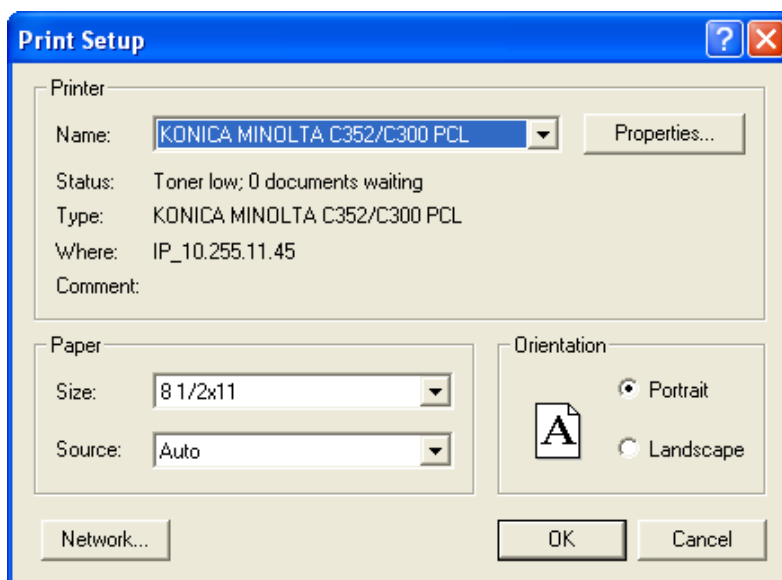 Print Setup
Printer
Name: KONICA MINOLTA C352/C300 PCL Properties...
Status: Toner low; 0 documents waiting
Type: KONICA MINOLTA C352/C300 PCL
Where: IP_10.255.11.45
Comment:
Paper
Size: 8 1/2x11
Source: Auto
Orientation
A
Portrait
Landscape
Network... OK Cancel